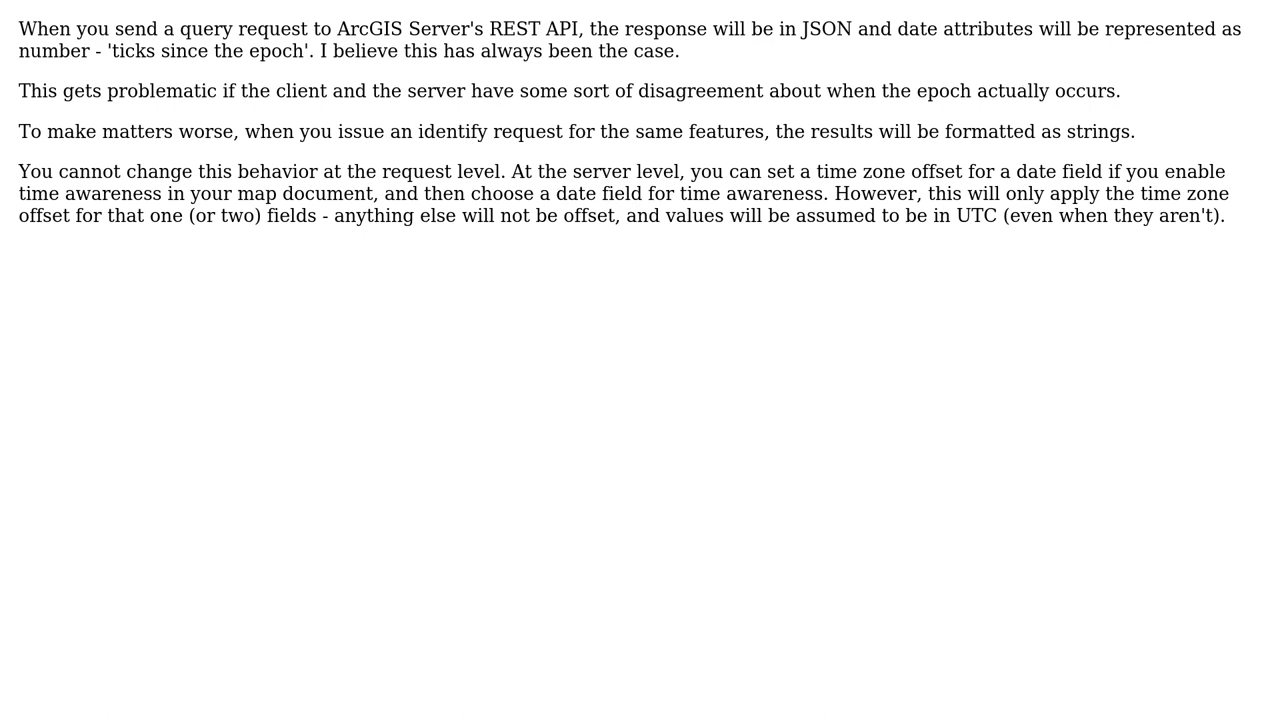 When you send a query request to ArcGIS Server's REST API, the response will be in JSON and date attributes will be represented as
number - 'ticks since the epoch'. I believe this has always been the case.
This gets problematic if the client and the server have some sort of disagreement about when the epoch actually occurs.
To make matters worse, when you issue an identify request for the same features, the results will be formatted as strings.
You cannot change this behavior at the request level. At the server level, you can set a time zone offset for a date field if you enable
time awareness in your map document, and then choose a date field for time awareness. However, this will only apply the time zone
offset for that one (or two) fields - anything else will not be offset, and values will be assumed to be in UTC (even when they aren't).